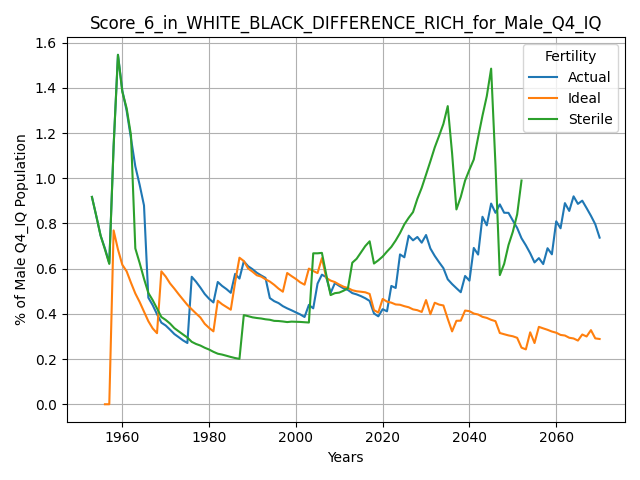 Score_6_in_WHITE_BLACK_DIFFERENCE_RICH_for_Male_Q4_IQ
Fertility
Actual
Ideal
Sterile
% of Male Q4_IQ Population
1.6
1.4
1.2
1.0
0.8
0.6
0.4
0.2
0.0
1960 1980 2000 2020 2040 2060
Years